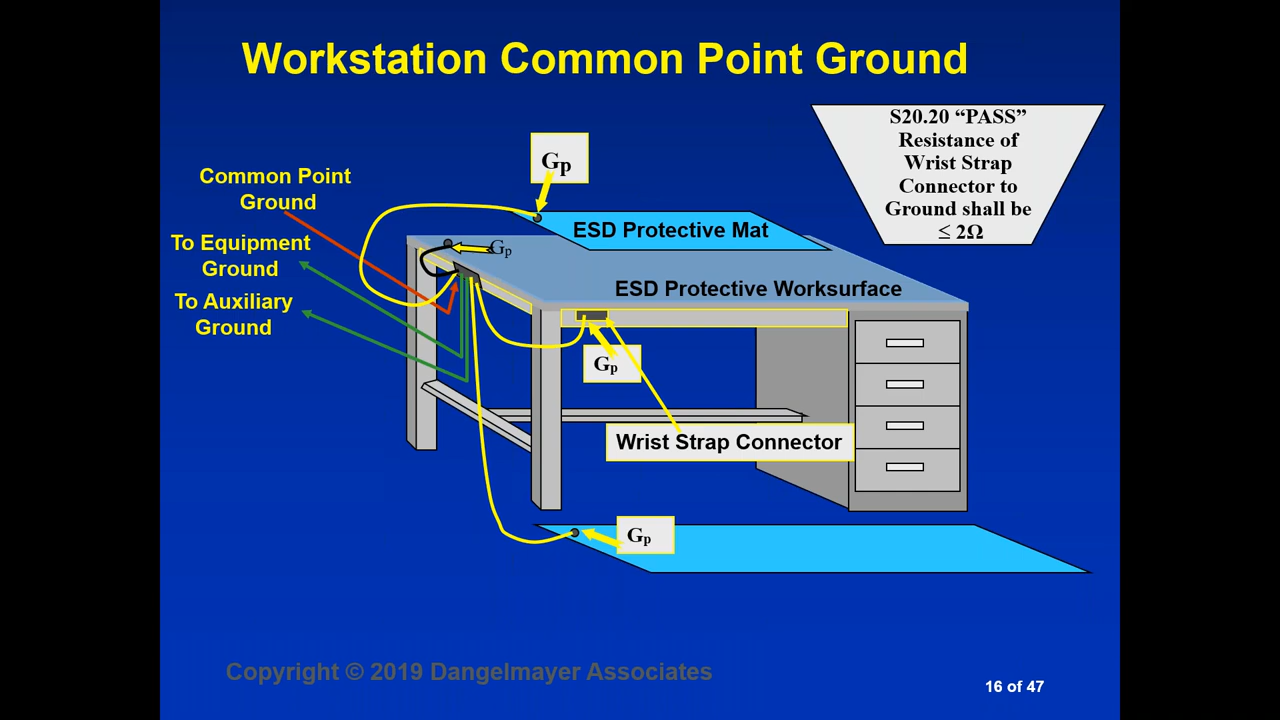 Workstation Common Point Ground
S20.20 “PASS”
Resistance of
Wrist Strap
Connector to
Ground shall be
≤ 2Ω
Gp
Common Point
Ground
ESD Protective Mat
To Equipment
Ground
Gp
ESD Protective Worksurface
To Auxiliary
Ground
Gp
Wrist Strap Connector
Gp
Copyright © 2019 Dangelmayer Associates
16 of 47